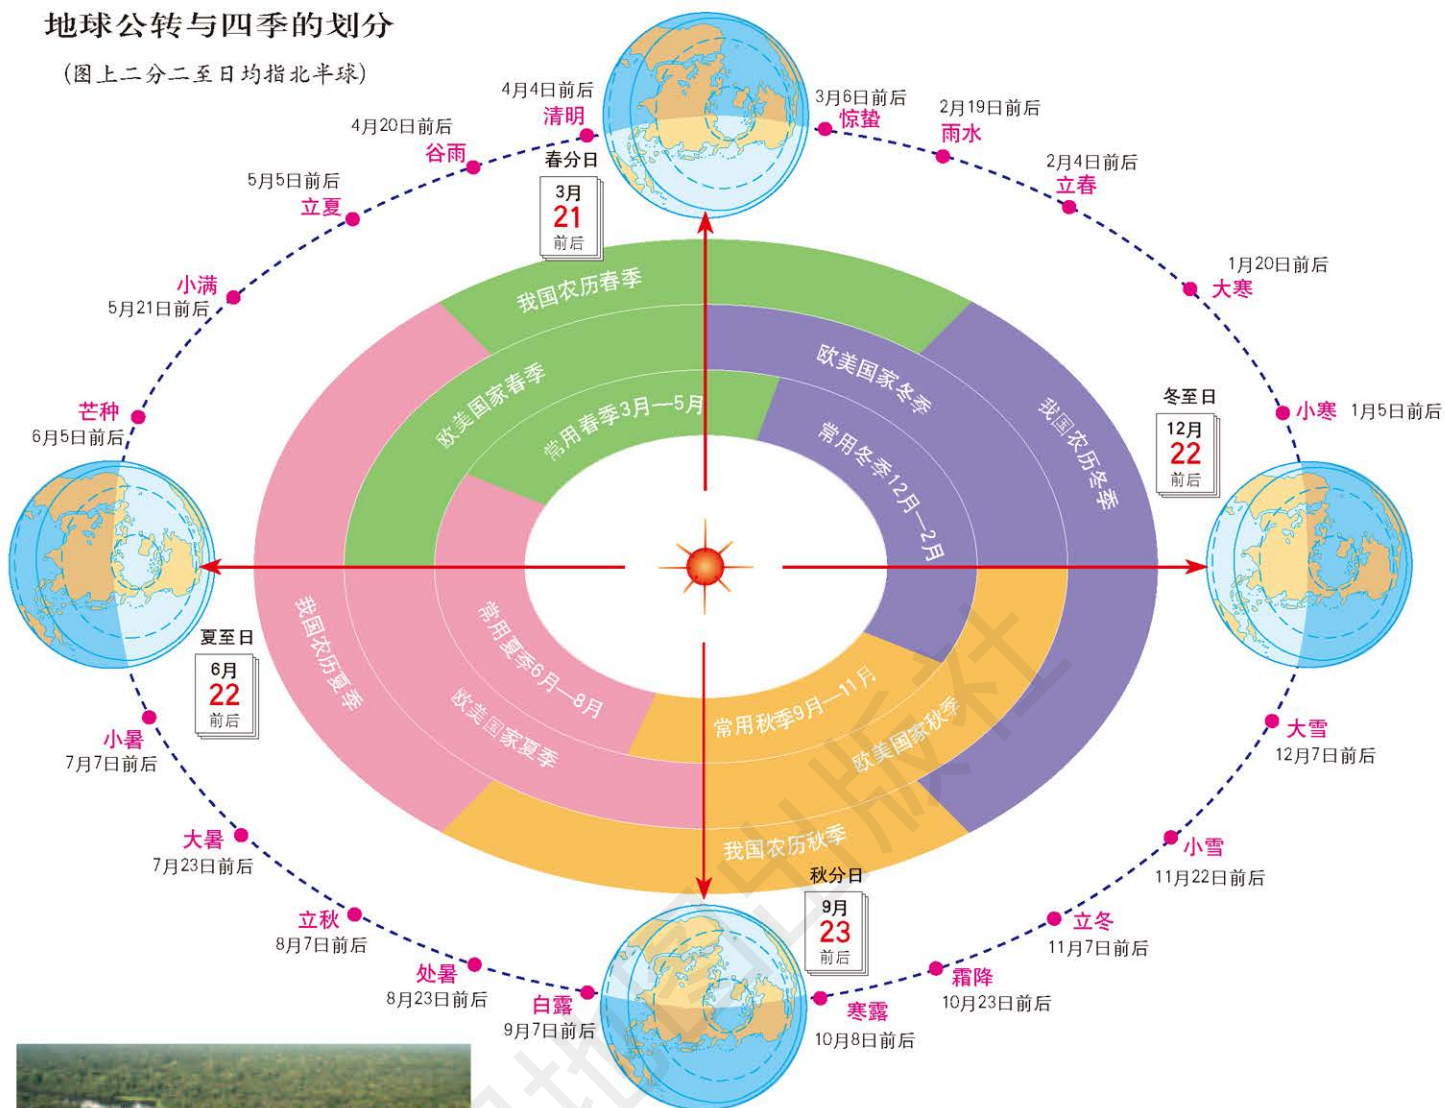 地球公转与四季的划分
(图上二分二至日均指北半球)
4月4日前后
清明
3月6日前后
惊蛰
2月19日前后
雨水
4月20日前后
谷雨
春分日
3月
21
前后
2月4日前后
立春
5月5日前后
立夏
1月20日前后
大寒
小满
5月21日前后
我国农历春季
欧美国家春季
常用春季3月—5月
欧美国家冬季
常用冬季12月—2月
我国农历冬季
芒种
6月5日前后
冬至日
12月
22
前后
小寒 1月5日前后
夏至日
6月
22
前后
我国农历夏季
常用夏季6月—8月
欧美国家夏季
常用秋季9月—11月
欧美国家秋季
我国农历秋季
小暑
7月7日前后
大雪
12月7日前后
大暑
7月23日前后
小雪
11月22日前后
立秋
8月7日前后
秋分日
9月
23
前后
立冬
11月7日前后
处暑
8月23日前后
霜降
10月23日前后
白露
9月7日前后
寒露
10月8日前后
地图出版社